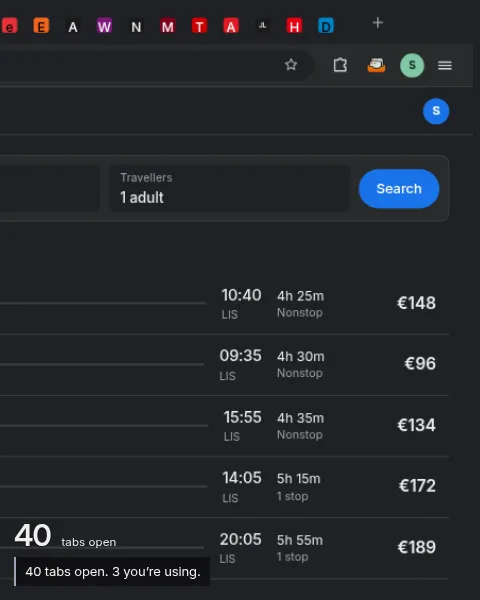 e E A W N M T A JL H D +
S
S
Travellers
1 adult
Search
10:40 4h 25m €148
LIS Nonstop
09:35 4h 30m €96
LIS Nonstop
15:55 4h 35m €134
LIS Nonstop
14:05 5h 15m €172
LIS 1 stop
20:05 5h 55m €189
LIS 1 stop
40 tabs open
40 tabs open. 3 you're using.